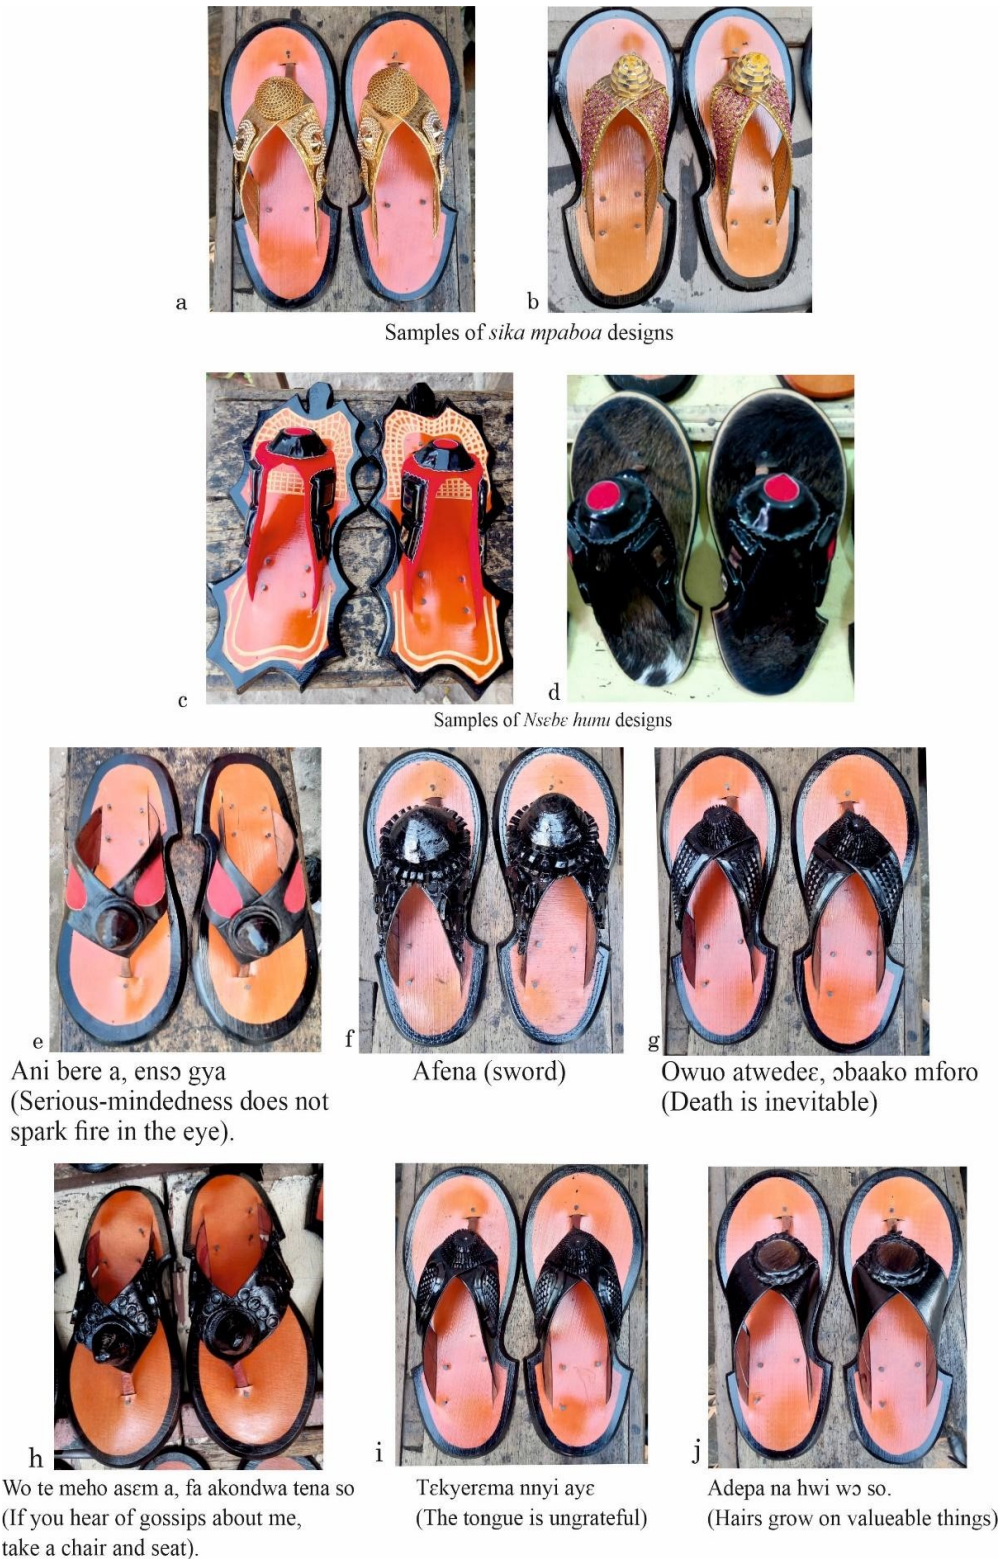 a
b
Samples of sika mpaboa designs
c
d
Samples of Nsɛbɛ hunu designs
e
f
g
Ani bere a, ensɔ gya
(Serious-mindedness does not
spark fire in the eye).
Afena (sword)
Owuo atwedeɛ, ɔbaako mforo
(Death is inevitable)
h
i
j
Wo te meho asɛm a, fa akondwa tena so
(If you hear of gossips about me,
take a chair and seat).
Tɛkyerɛma nnyi ayɛ
(The tongue is ungrateful)
Adepa na hwi wɔ so.
(Hairs grow on valueable things)